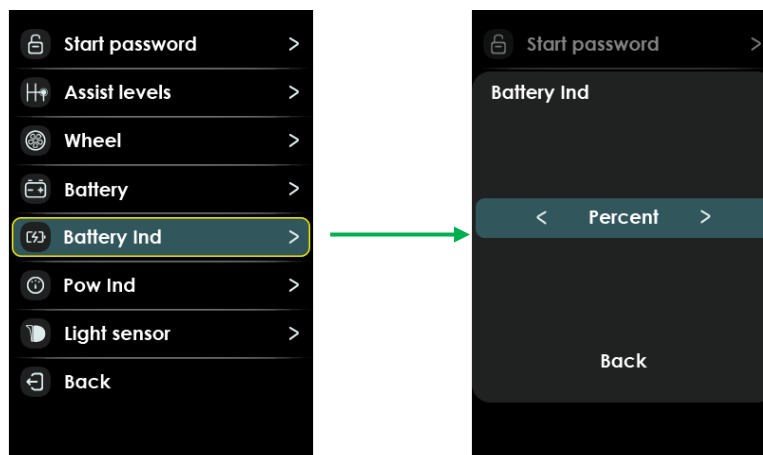 Start password >
Assist levels >
Wheel >
Battery >
Battery Ind >
Pow Ind >
Light sensor >
Back
Start password >
Battery Ind
< Percent >
Back